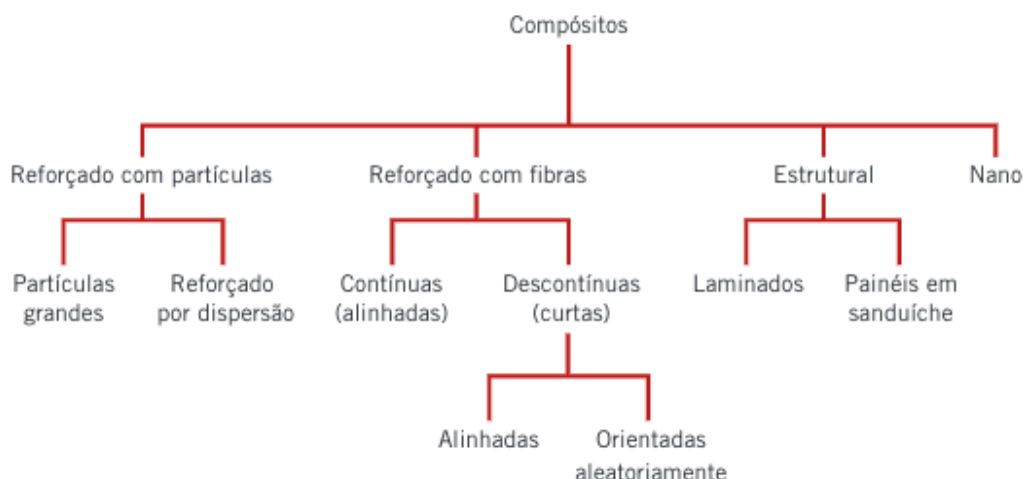 Compósitos
Reforçado com partículas
Reforçado com fibras
Estrutural
Nano
Partículas
grandes
Reforçado
por dispersão
Contínuas
(alinhadas)
Descontínuas
(curtas)
Laminados
Painéis em
sanduíche
Alinhadas
Orientadas
aleatoriamente